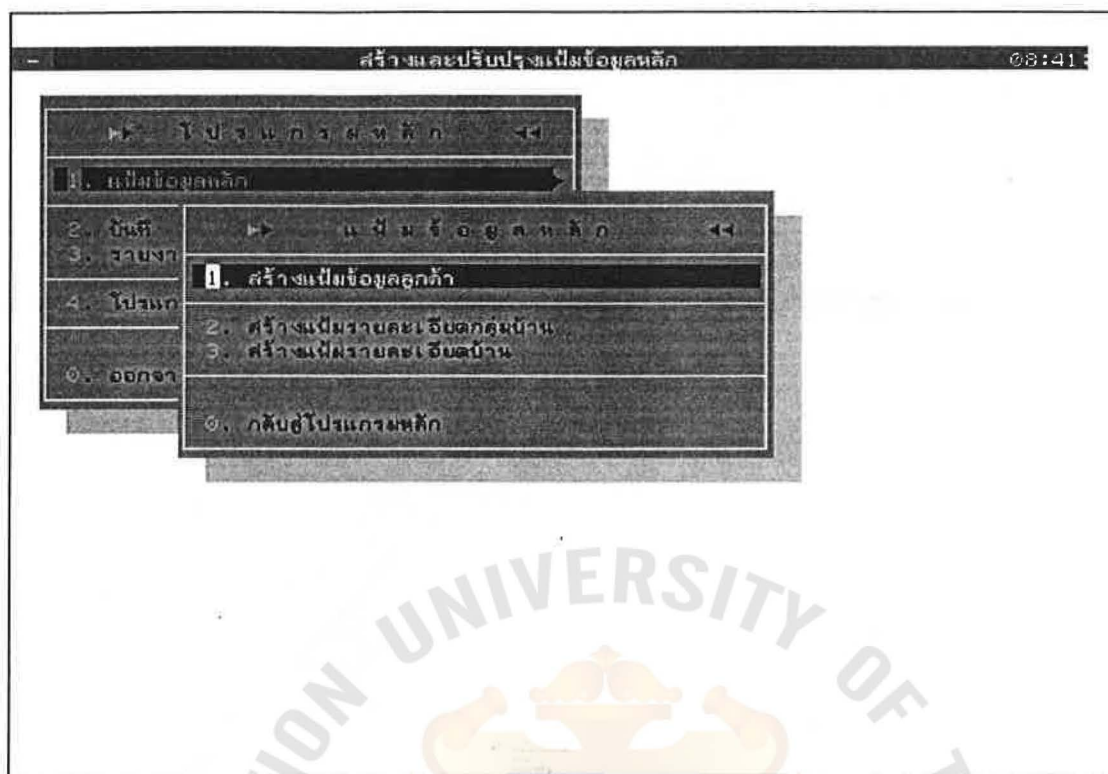 สร้างและปรับปรุงแฟ้มข้อมูลหลัก 08:41:
โ ป ร แ ก ร ม ห ลั ก
1. แฟ้มข้อมูลหลัก
2. บันทึ
3. รายงา
4. โปรแก
0. ออกจา
แ ฟ้ ม ข้ อ มู ล ห ลั ก
1. สร้างแฟ้มข้อมูลลูกค้า
2. สร้างแฟ้มรายละเอียดกลุ่มบ้าน
3. สร้างแฟ้มรายละเอียดบ้าน
0. กลับสู่โปรแกรมหลัก
UNIVERSITY OF